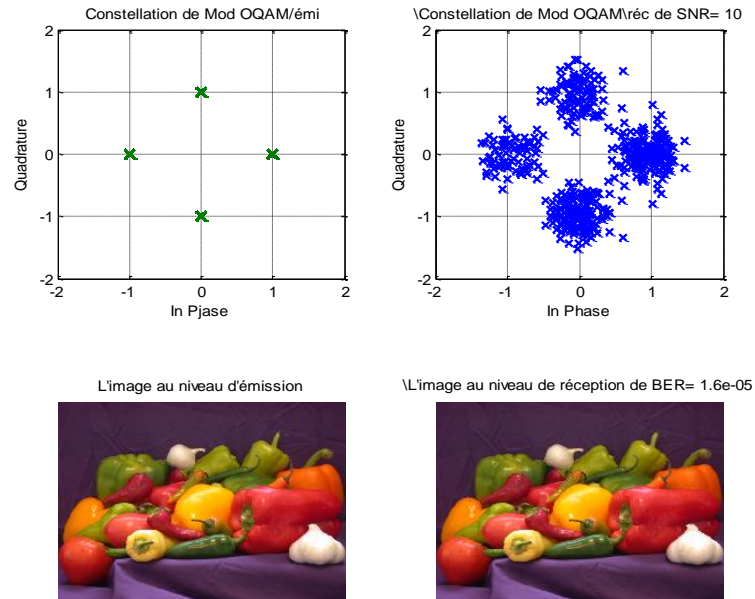 Constellation de Mod OQAM/émi
Quadrature
2
1
0
-1
-2
-2 -1 0 1 2
In Pjase
\Constellation de Mod OQAM\réc de SNR= 10
Quadrature
2
1
0
-1
-2
-2 -1 0 1 2
In Phase
L'image au niveau d'émission
\L'image au niveau de réception de BER= 1.6e-05